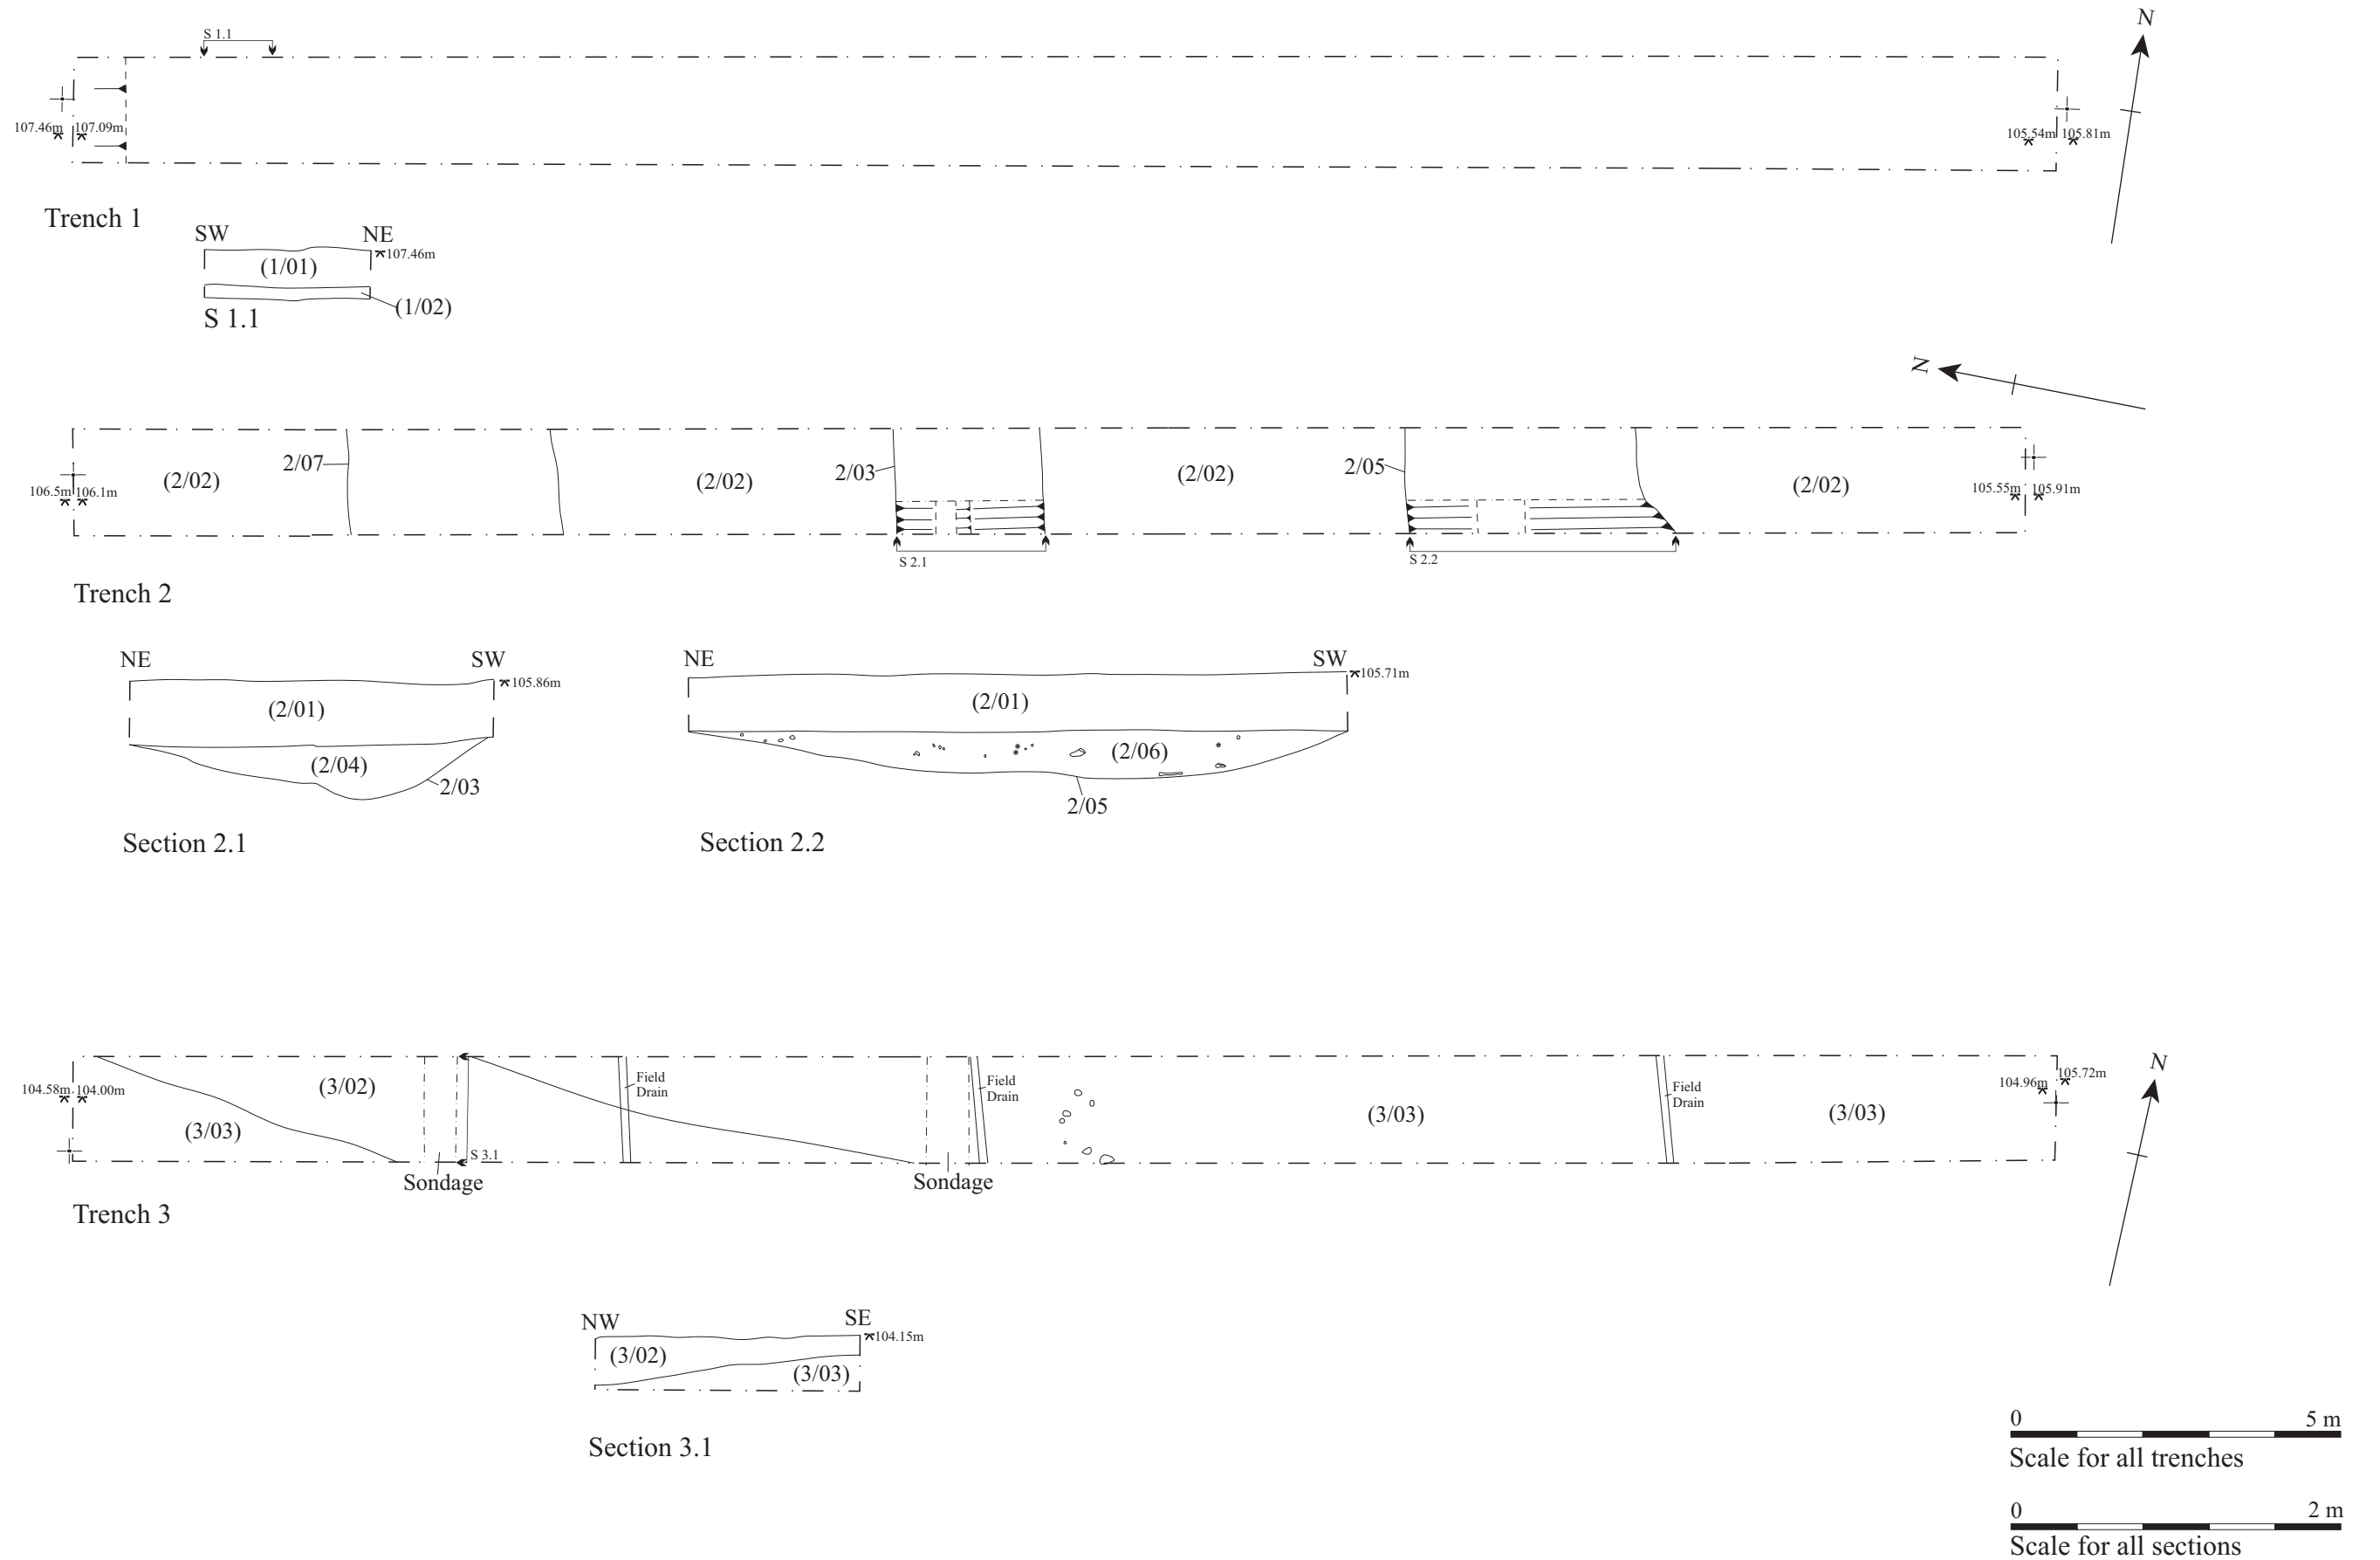 S 1.1
N
107.46m 107.09m
105.54m 105.81m
Trench 1
SW NE
107.46m
(1/01)
(1/02)
S 1.1
N
2/07
(2/02)
(2/02)
2/03
(2/02)
2/05
(2/02)
106.5m 106.1m
105.55m 105.91m
S 2.1
S 2.2
Trench 2
NE SW
105.86m
(2/01)
(2/04)
2/03
Section 2.1
NE SW
105.71m
(2/01)
(2/06)
2/05
Section 2.2
N
104.58m 104.00m
(3/02)
(3/03)
Field
Drain
Field
Drain
(3/03)
Field
Drain
(3/03)
104.96m 105.72m
S 3.1
Sondage
Sondage
Trench 3
NW SE
104.15m
(3/02)
(3/03)
Section 3.1
0 5 m
Scale for all trenches
0 2 m
Scale for all sections